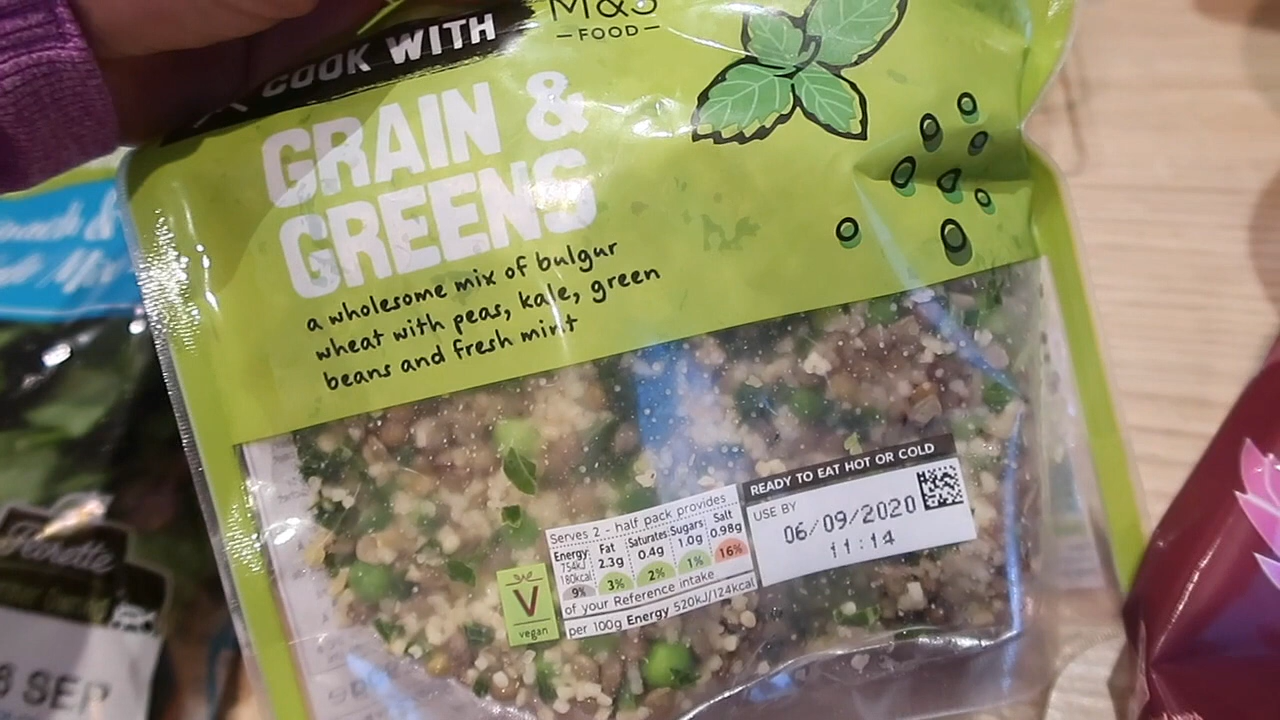 COOK WITH
M&S
—FOOD—
GRAIN &
GREENS
a wholesome mix of bulgur
wheat with peas, kale, green
beans and fresh mint
READY TO EAT HOT OR COLD
USE BY
06/09/2020
11:14
Serves 2 - half pack provides
Energy Fat Saturates Sugars Salt
754kJ 2.3g 0.4g 1.0g 0.98g
180kcal
9% 3% 2% 1% 16%
of your Reference intake
per 100g Energy 520kJ/124kcal
V
vegan
Florette
SEP